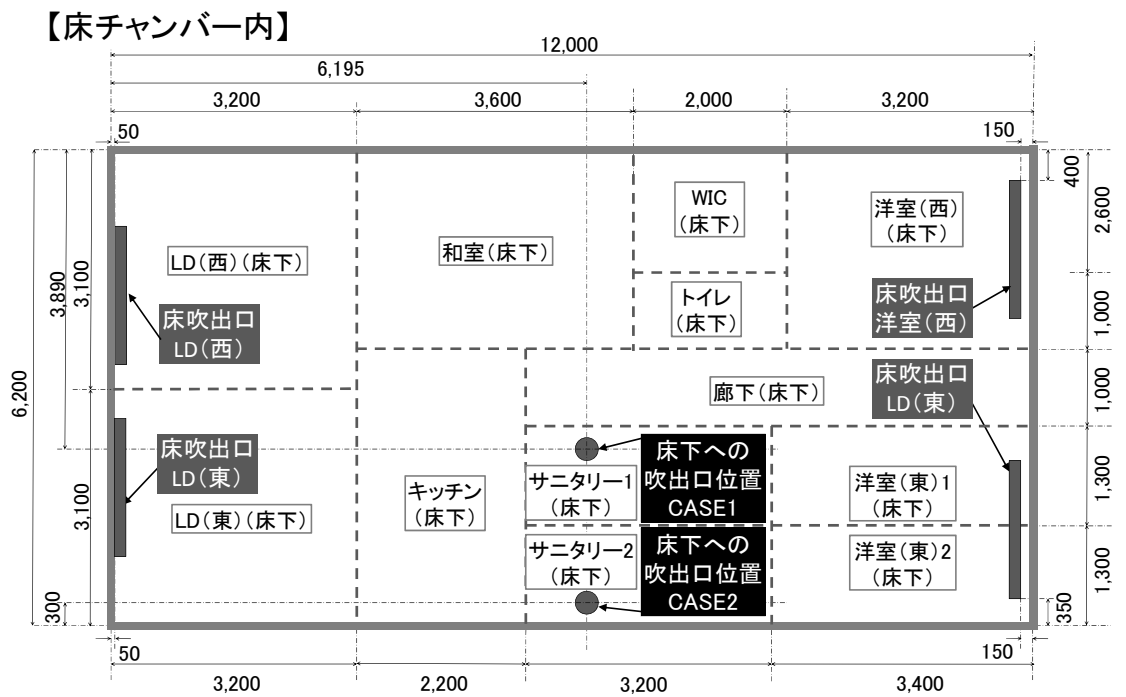 【床チャンバー内】
12,000
6,195
3,200
3,600
2,000
3,200
50
150
400
2,600
1,000
1,000
1,300
1,300
350
6,200
3,890
3,100
3,100
300
WIC
(床下)
洋室(西)
(床下)
LD(西)(床下)
和室(床下)
トイレ
(床下)
床吹出口
LD(西)
床吹出口
洋室(西)
床吹出口
LD(東)
廊下(床下)
床吹出口
LD(東)
床下への
吹出口位置
CASE1
キッチン
(床下)
サニタリー1
(床下)
洋室(東)1
(床下)
LD(東)(床下)
サニタリー2
(床下)
床下への
吹出口位置
CASE2
洋室(東)2
(床下)
50
150
3,200
2,200
3,200
3,400